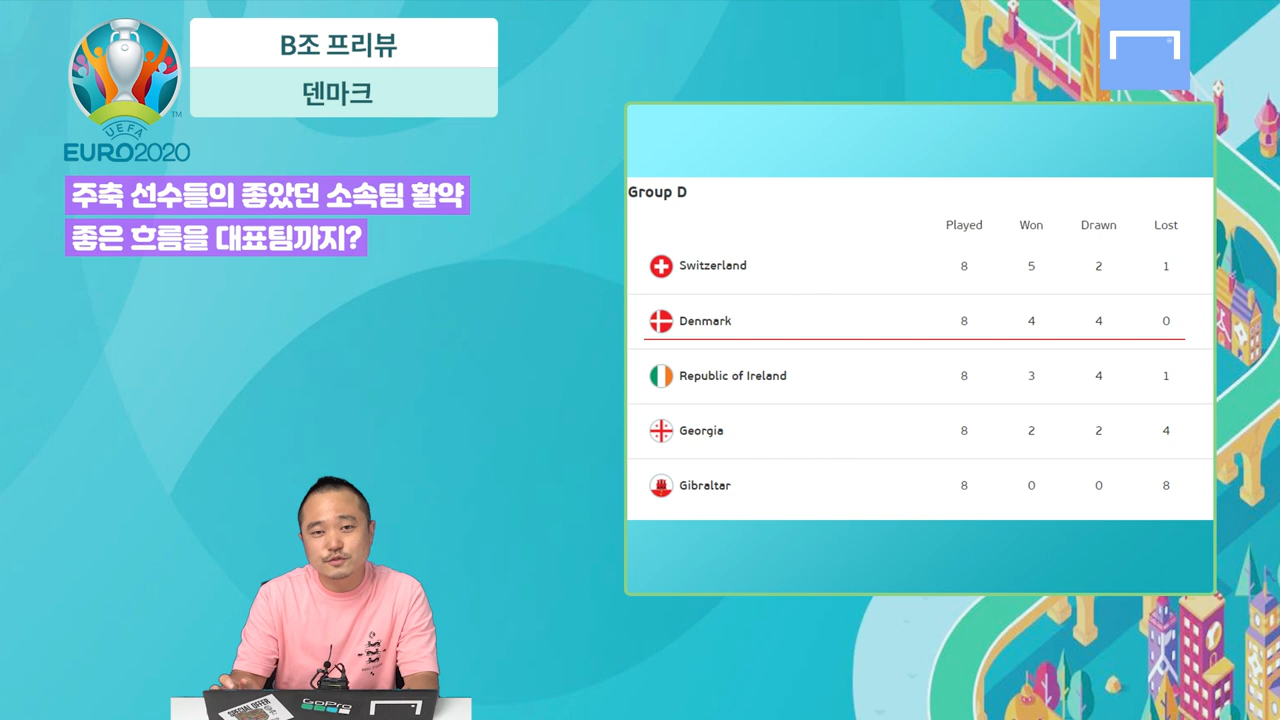 B조 프리뷰
덴마크
TM
UEFA
EURO2020
주축 선수들의 좋았던 소속팀 활약
좋은 흐름을 대표팀까지?
Group D
Played Won Drawn Lost
Switzerland 8 5 2 1
Denmark 8 4 4 0
Republic of Ireland 8 3 4 1
Georgia 8 2 2 4
Gibraltar 8 0 0 8
SPECIAL OFFER
GoPro